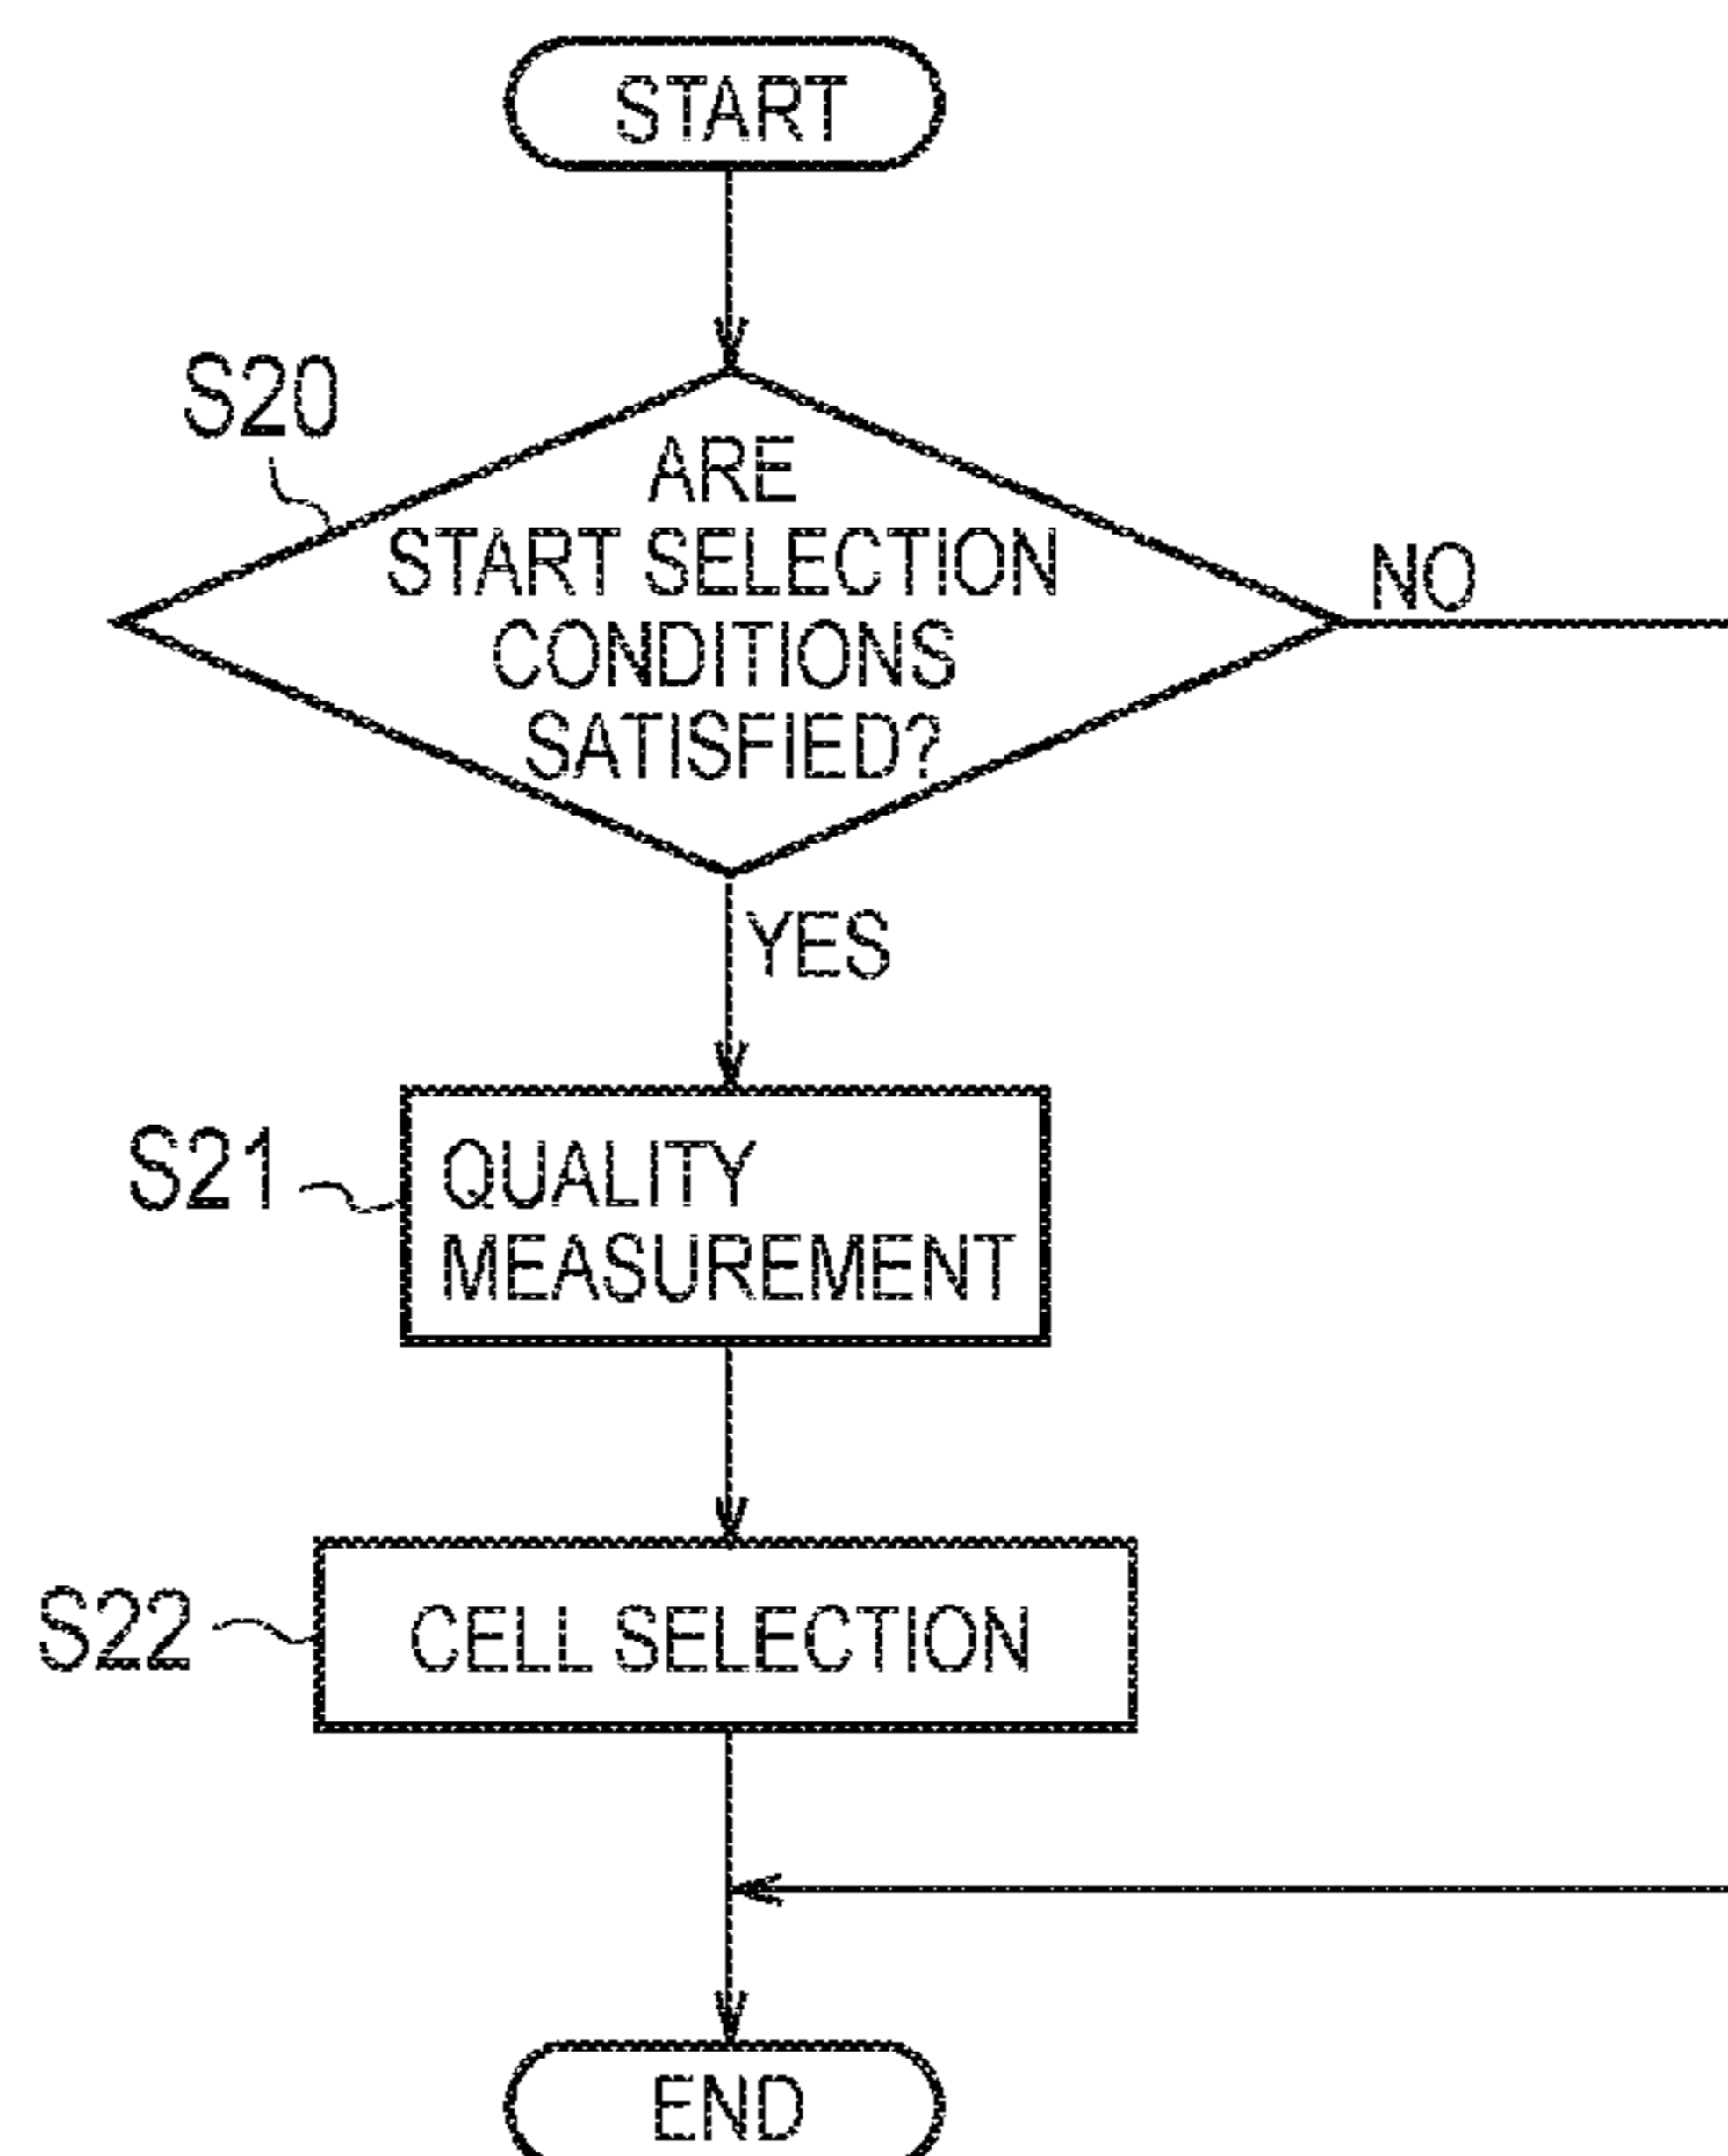 START
S20
ARE
START SELECTION
CONDITIONS
SATISFIED?
NO
YES
S21
QUALITY
MEASUREMENT
S22
CELL SELECTION
END